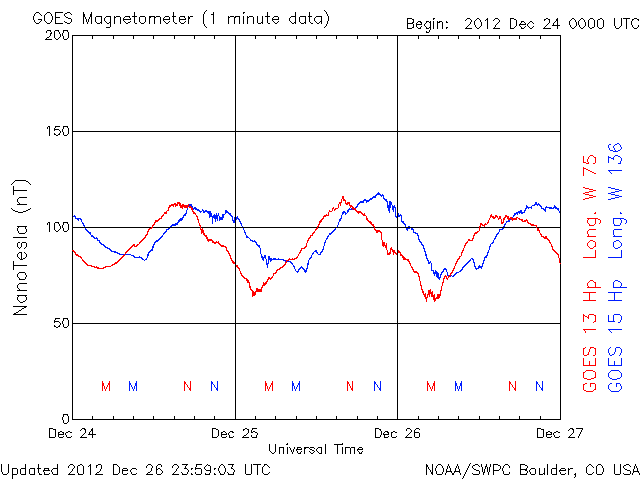 GOES Magnetometer (1 minute data)
Begin: 2012 Dec 24 0000 UTC
200
150
100
50
0
NanoTesla (nT)
M M N N M M N N M M N N
Dec 24 Dec 25 Dec 26 Dec 27
Universal Time
GOES 13 Hp Long. W 75
GOES 15 Hp Long. W 136
Updated 2012 Dec 26 23:59:03 UTC
NOAA/SWPC Boulder, CO USA